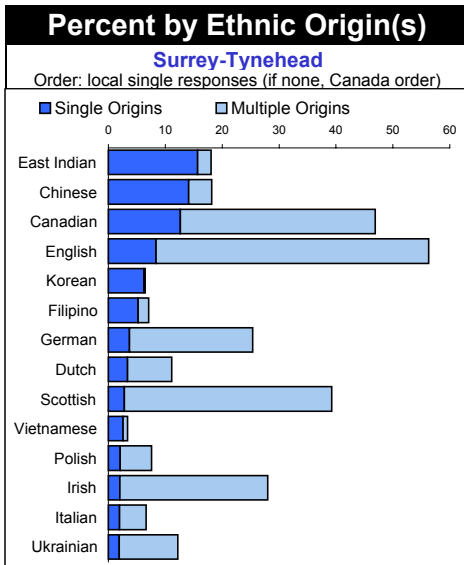 Percent by Ethnic Origin(s)
Surrey-Tynehead
Order: local single responses (if none, Canada order)
Single Origins Multiple Origins
0 10 20 30 40 50 60
East Indian
Chinese
Canadian
English
Korean
Filipino
German
Dutch
Scottish
Vietnamese
Polish
Irish
Italian
Ukrainian